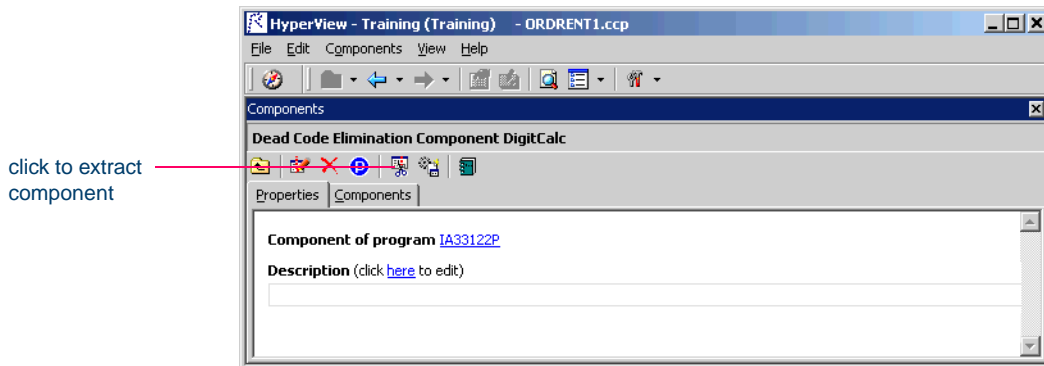 HyperView - Training (Training) - ORDRENT1.ccp
File Edit Components View Help
Components
Dead Code Elimination Component DigitCalc
click to extract
component
Properties Components
Component of program IA33122P
Description (click here to edit)